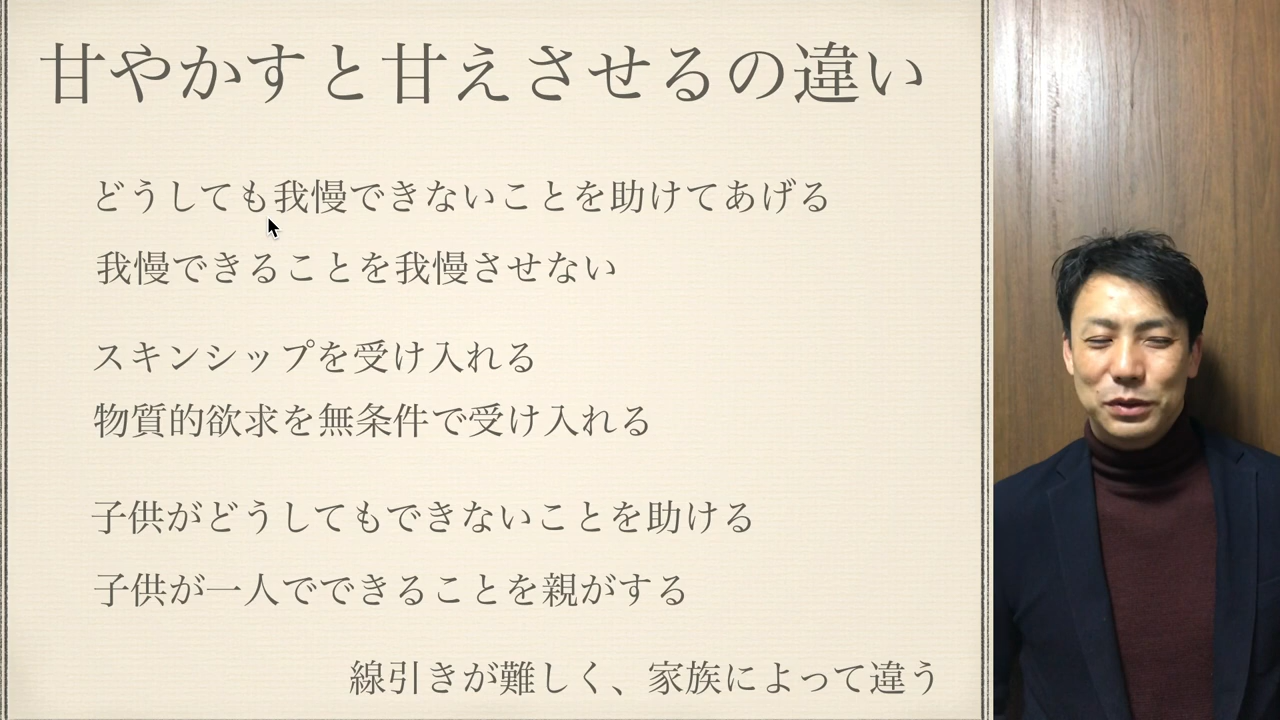 甘やかすと甘えさせるの違い
どうしても我慢できないことを助けてあげる
我慢できることを我慢させない
スキンシップを受け入れる
物質的欲求を無条件で受け入れる
子供がどうしてもできないことを助ける
子供が一人でできることを親がする
線引きが難しく、家族によって違う